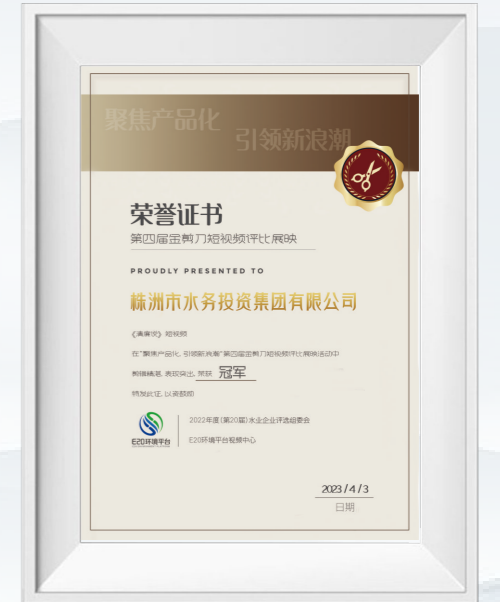 聚焦产品化
引领新浪潮
荣誉证书
第四届金剪刀短视频评比展映
PROUDLY PRESENTED TO
株洲市水务投资集团有限公司
《清廉颂》短视频
在“聚焦产品化, 引领新浪潮”第四届金剪刀短视频评比展映活动中
剪辑精湛, 表现突出, 荣获 冠军
特发此证, 以资鼓励
E20环境平台
2022年度(第20届)水业企业评选组委会
E20环境平台视频中心
2023/4/3
日期